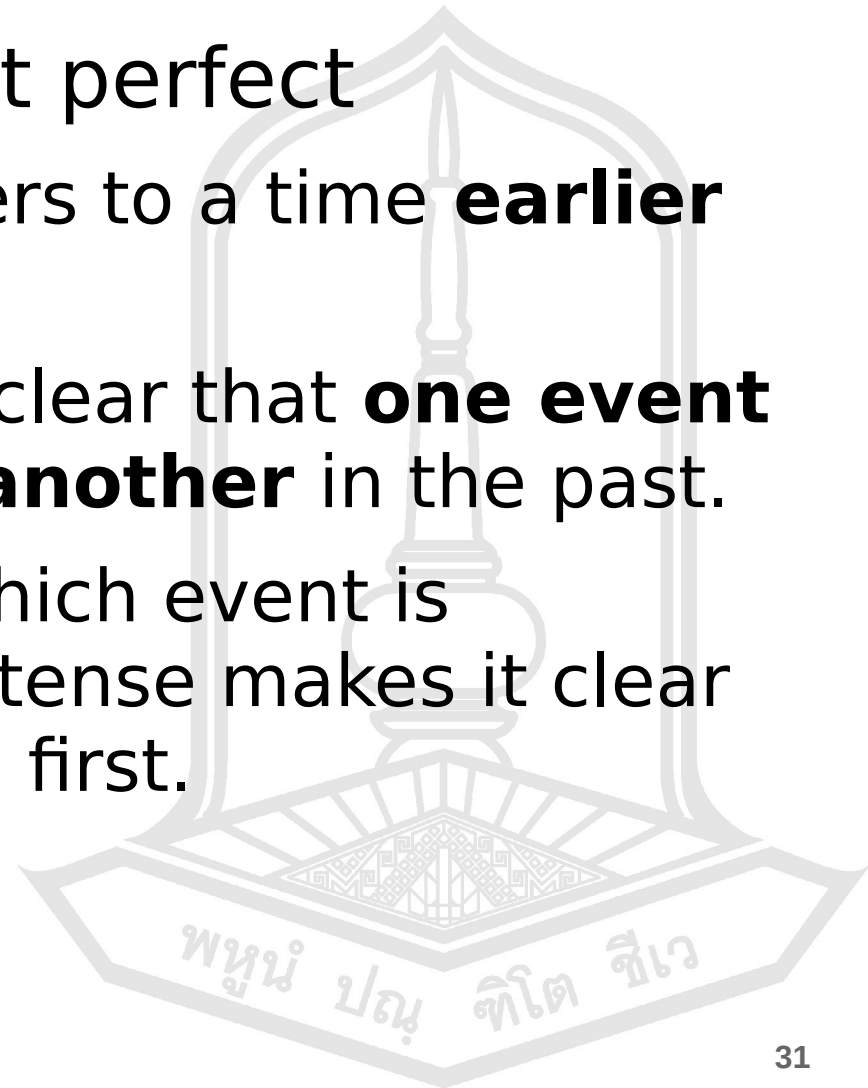 t perfect
ers to a time earlier
clear that one event
another in the past.
hich event is
tense makes it clear
first.
พหูนํ ปณฺฑิโต ชีเว
31